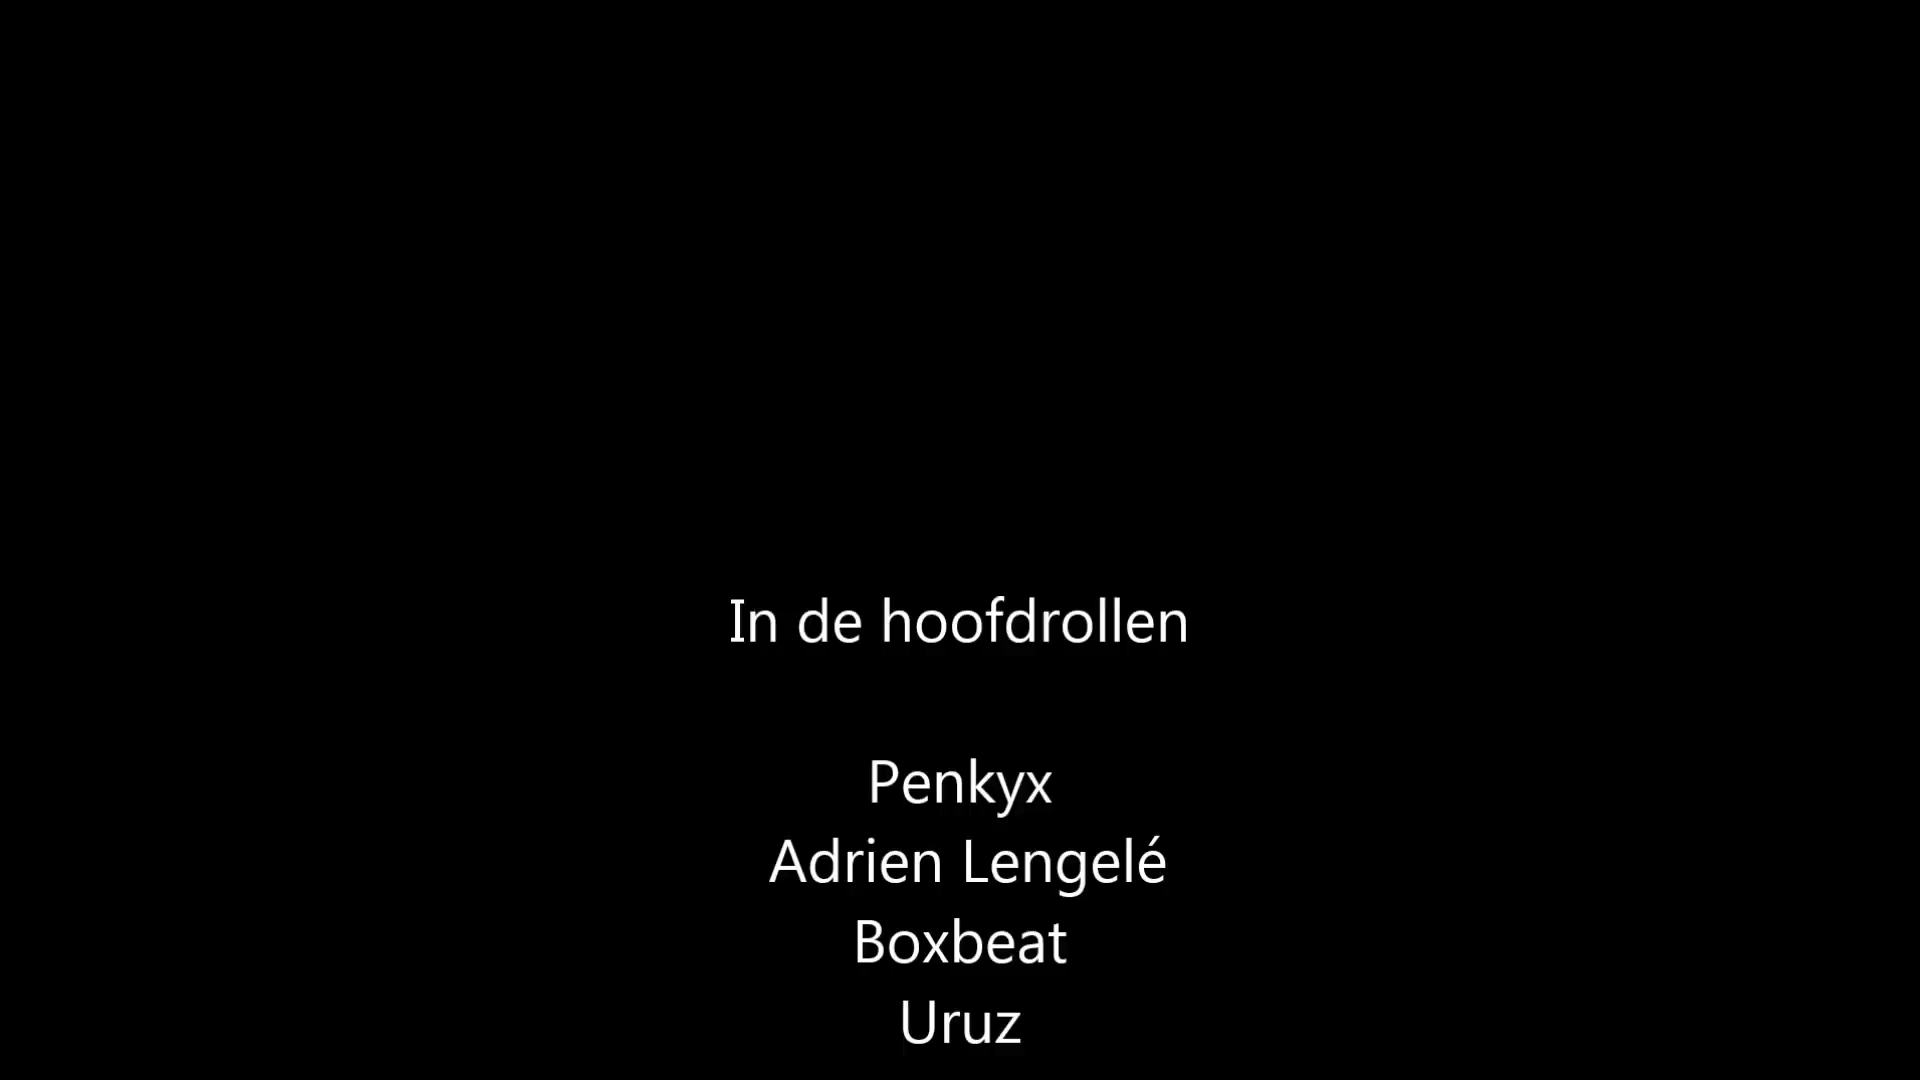 In de hoofdrollen
Penkyx
Adrien Lengelé
Boxbeat
Uruz